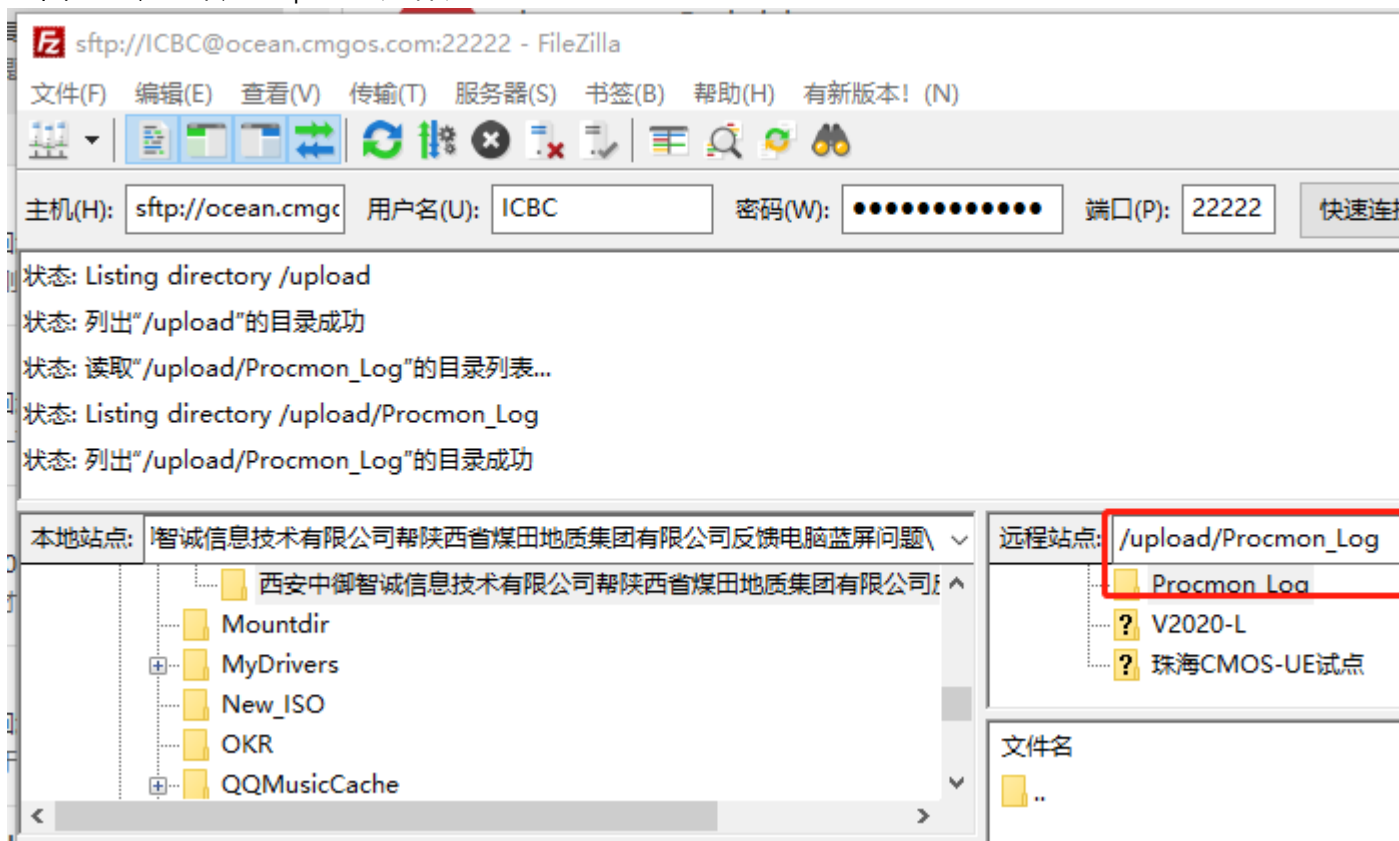 sftp://ICBC@ocean.cmgos.com:22222 - FileZilla
文件(F) 编辑(E) 查看(V) 传输(T) 服务器(S) 书签(B) 帮助(H) 有新版本! (N)
主机(H): sftp://ocean.cmgc 用户名(U): ICBC 密码(W): ●●●●●●●●●●●●● 端口(P): 22222 快速连接
状态: Listing directory /upload
状态: 列出"/upload"的目录成功
状态: 读取"/upload/Procmon_Log"的目录列表...
状态: Listing directory /upload/Procmon_Log
状态: 列出"/upload/Procmon_Log"的目录成功
本地站点: 智诚信息技术有限公司帮陕西省煤田地质集团有限公司反馈电脑蓝屏问题\ 远程站点: /upload/Procmon_Log
西安中御智诚信息技术有限公司帮陕西省煤田地质集团有限公司
Mountdir
MyDrivers
New_ISO
OKR
QQMusicCache
Procmon_Log
V2020-L
珠海CMOS-UE试点
文件名
..